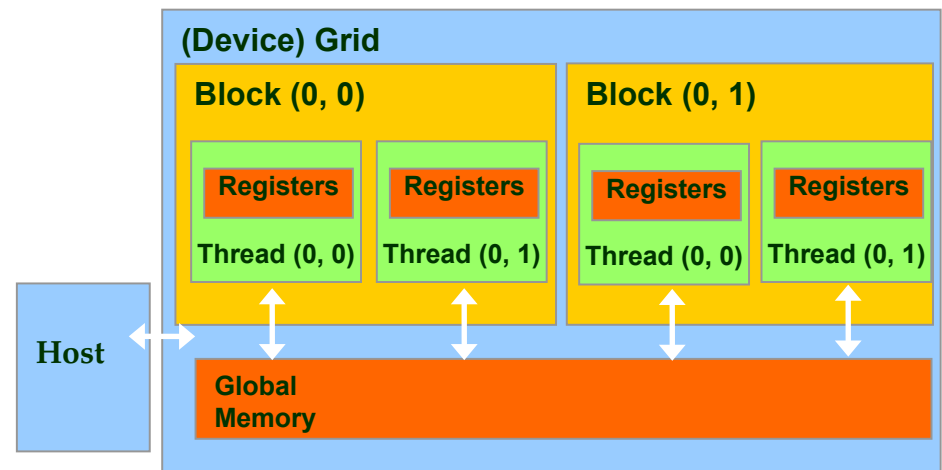 (Device) Grid
Block (0, 0)
Block (0, 1)
Registers
Registers
Registers
Registers
Thread (0, 0)
Thread (0, 1)
Thread (0, 0)
Thread (0, 1)
Host
Global
Memory